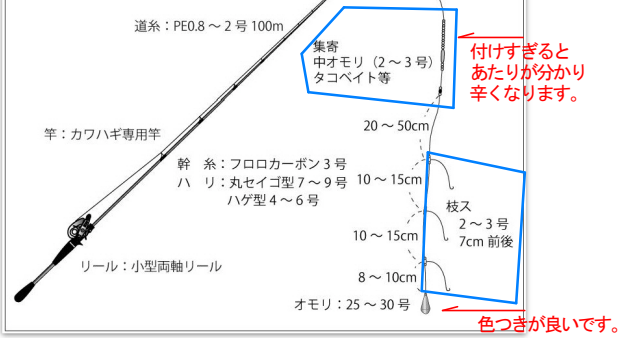 道糸：PE0.8～2号 100m
集寄
中オモリ（2～3号）
タコベイト等
付けすぎると
あたりが分かり
辛くなります。
20～50cm
竿：カワハギ専用竿
幹　糸：フロロカーボン3号
ハ　リ：丸セイゴ型7～9号
ハゲ型4～6号
10～15cm
枝ス
2～3号
7cm前後
10～15cm
リール：小型両軸リール
8～10cm
オモリ：25～30号
色つきが良いです。